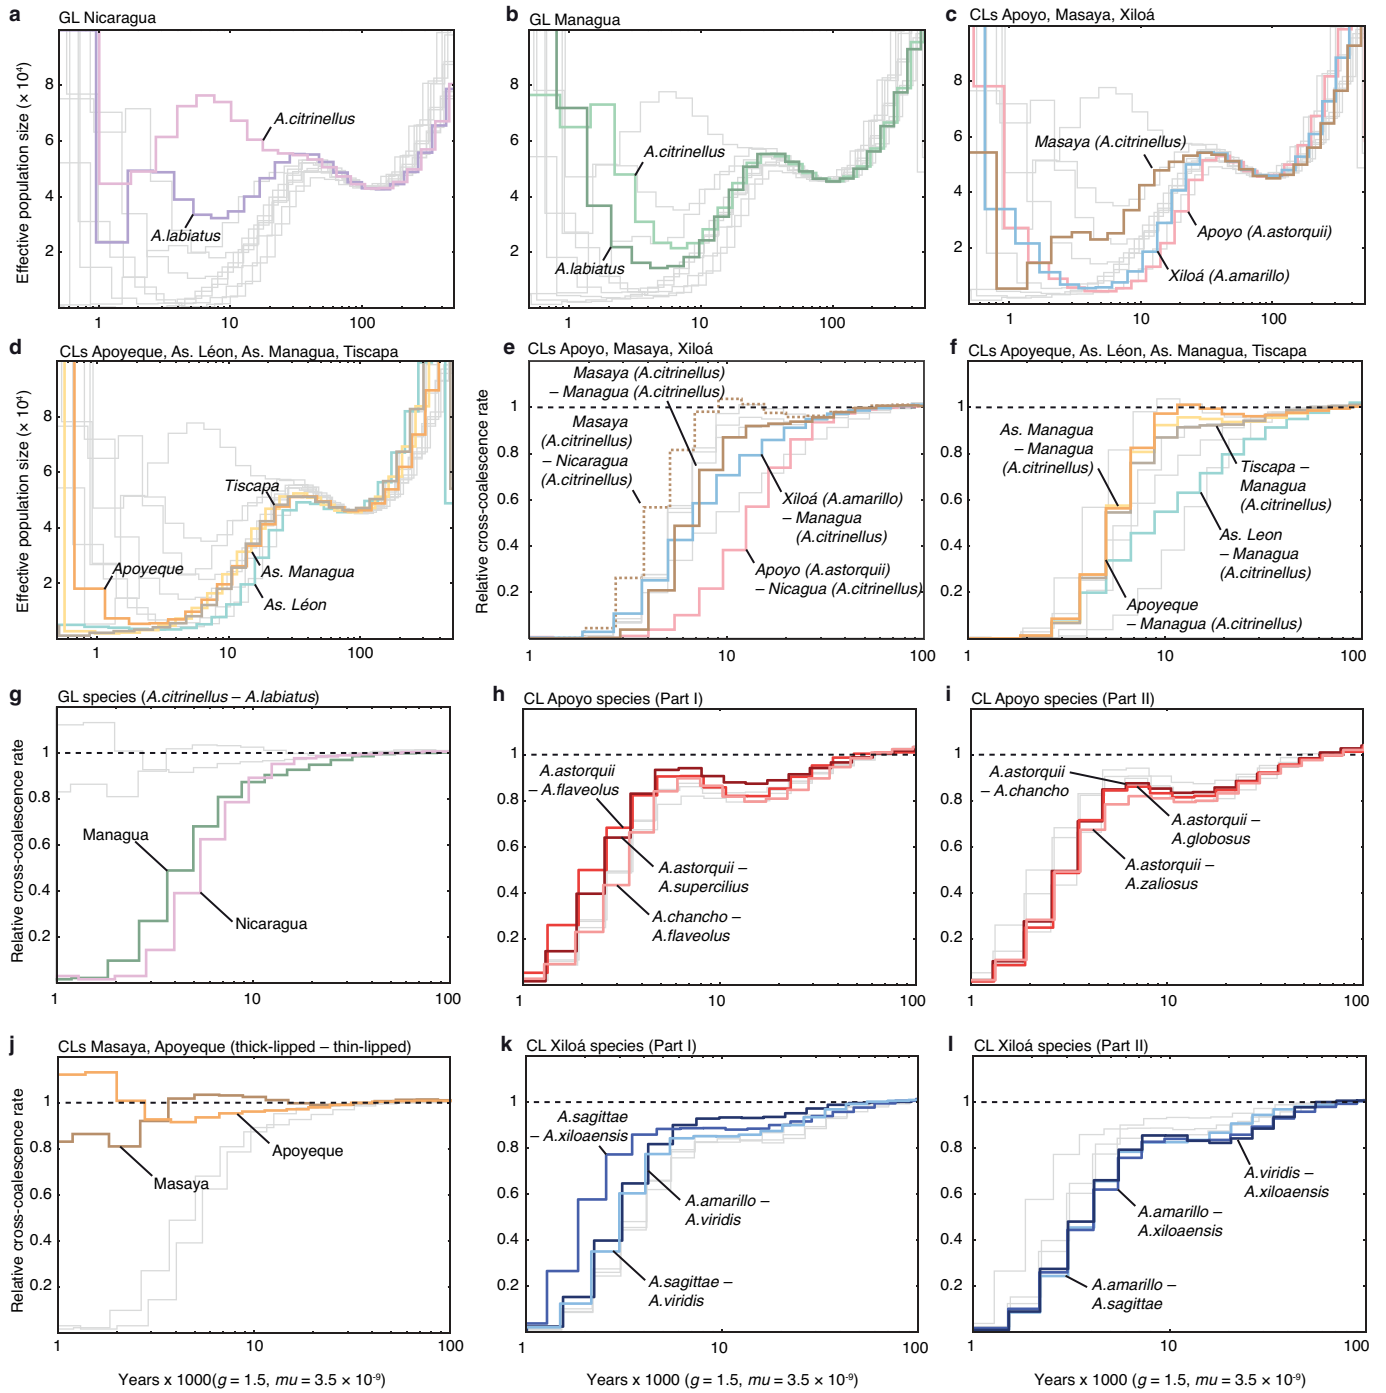 a
GL Nicaragua
Effective population size (× 10⁴)
8
6
4
2
A.citrinellus
A.labiatus
1
10
100
b
GL Managua
8
6
4
2
A.citrinellus
A.labiatus
1
10
100
c
CLs Apoyo, Masaya, Xiloá
8
6
4
2
Masaya (A.citrinellus)
Apoyo (A.astorquii)
Xiloá (A.amarillo)
1
10
100
d
CLs Apoyeque, As. Léon, As. Managua, Tiscapa
Effective population size (× 10⁴)
8
6
4
2
Tiscapa
Apoyeque
As. Managua
As. Léon
1
10
100
e
CLs Apoyo, Masaya, Xiloá
Relative cross-coalescence rate
1
0.8
0.6
0.4
0.2
Masaya (A.citrinellus)
– Managua (A.citrinellus)
Masaya
(A.citrinellus)
– Nicaragua
(A.citrinellus)
Xiloá (A.amarillo)
– Managua
(A.citrinellus)
Apoyo (A.astorquii)
– Nicagua (A.citrinellus)
1
10
100
f
CLs Apoyeque, As. Léon, As. Managua, Tiscapa
1
0.8
0.6
0.4
0.2
As. Managua
– Managua
(A.citrinellus)
Tiscapa –
Managua
(A.citrinellus)
As. Leon
– Managua
(A.citrinellus)
Apoyeque
– Managua (A.citrinellus)
1
10
100
g
GL species (A.citrinellus – A.labiatus)
Relative cross-coalescence rate
1
0.8
0.6
0.4
0.2
Managua
Nicaragua
1
10
100
h
CL Apoyo species (Part I)
1
0.8
0.6
0.4
0.2
A.astorquii
– A.flaveolus
A.astorquii –
A.supercilius
A.chancho –
A.flaveolus
1
10
100
i
CL Apoyo species (Part II)
1
0.8
0.6
0.4
0.2
A.astorquii
– A.chancho
A.astorquii –
A.globosus
A.astorquii –
A.zaliosus
1
10
100
j
CLs Masaya, Apoyeque (thick-lipped – thin-lipped)
Relative cross-coalescence rate
1
0.8
0.6
0.4
0.2
Apoyeque
Masaya
1
10
100
Years x 1000(g = 1.5, mu = 3.5 × 10⁻⁹)
k
CL Xiloá species (Part I)
1
0.8
0.6
0.4
0.2
A.sagittae
– A.xiloaensis
A.amarillo –
A.viridis
A.sagittae –
A.viridis
1
10
100
Years x 1000 (g = 1.5, mu = 3.5 × 10⁻⁹)
l
CL Xiloá species (Part II)
1
0.8
0.6
0.4
0.2
A.viridis –
A.xiloaensis
A.amarillo –
A.xiloaensis
A.amarillo –
A.sagittae
1
10
100
Years x 1000 (g = 1.5, mu = 3.5 × 10⁻⁹)